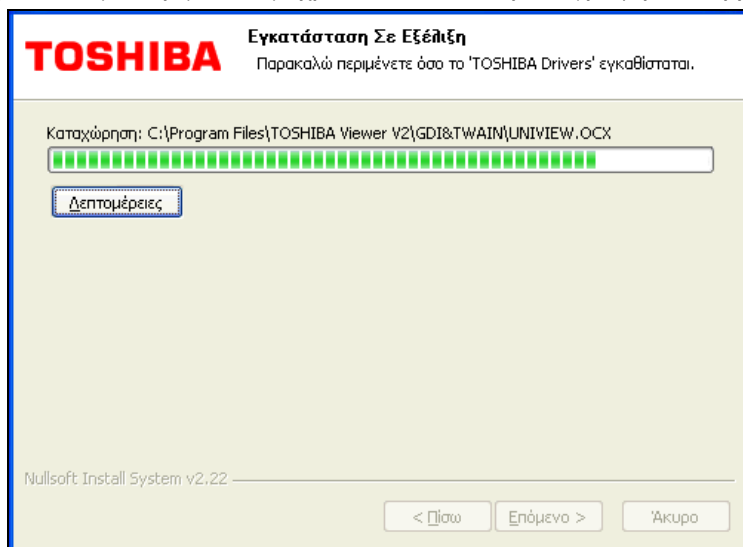 TOSHIBA
Εγκατάσταση Σε Εξέλιξη
Παρακαλώ περιμένετε όσο το 'TOSHIBA Drivers' εγκαθίσταται.
Καταχώρηση: C:\Program Files\TOSHIBA Viewer V2\GDI&TWAIN\UNIVIEW.OCX
Λεπτομέρειες
Nullsoft Install System v2.22
< Πίσω Επόμενο > Άκυρο